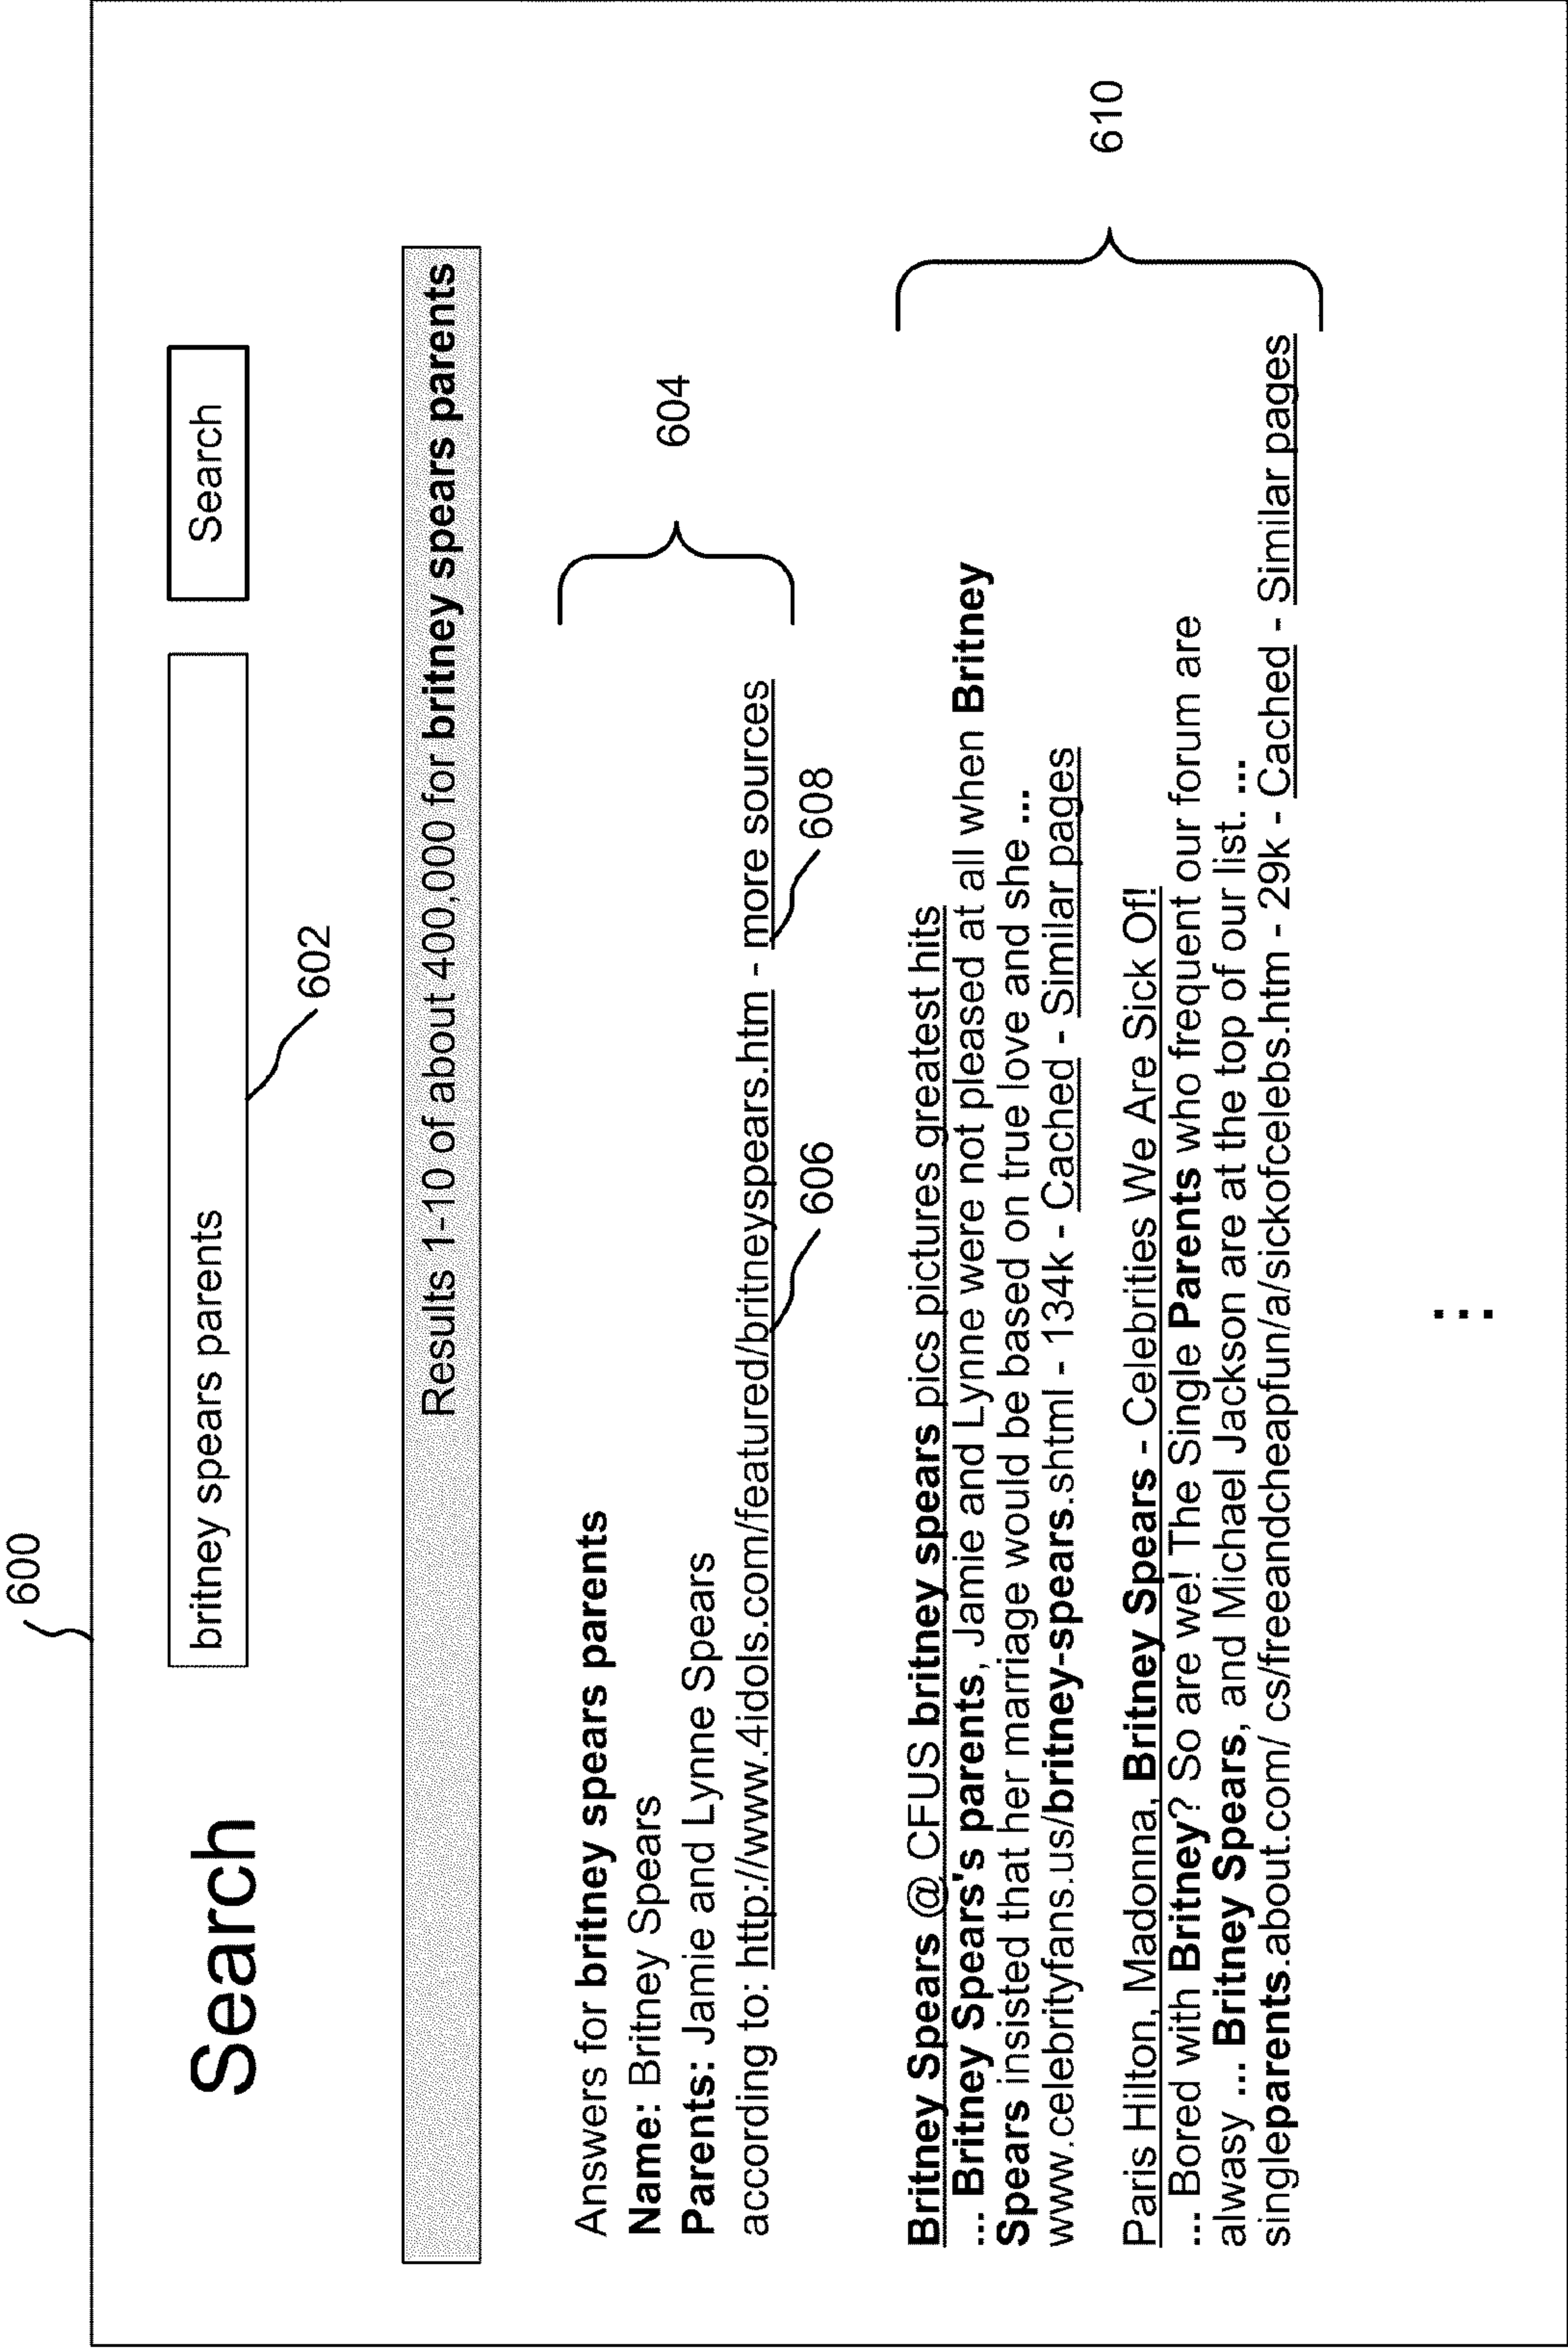 600
Search
britney spears parents
Search
602
Results 1-10 of about 400,000 for britney spears parents
Answers for britney spears parents
Name: Britney Spears
Parents: Jamie and Lynne Spears
according to: http://www.4idols.com/featured/britneyspears.htm - more sources
604
606
608
Britney Spears @ CFUS britney spears pics pictures greatest hits
... Britney Spears's parents, Jamie and Lynne were not pleased at all when Britney
Spears insisted that her marriage would be based on true love and she ...
www.celebrityfans.us/britney-spears.shtml - 134k - Cached - Similar pages
Paris Hilton, Madonna, Britney Spears - Celebrities We Are Sick Of!
... Bored with Britney? So are we! The Single Parents who frequent our forum are
alwasy ... Britney Spears, and Michael Jackson are at the top of our list. ...
singleparents.about.com/ cs/freeandcheapfun/a/sickofcelebs.htm - 29k - Cached - Similar pages
610
...